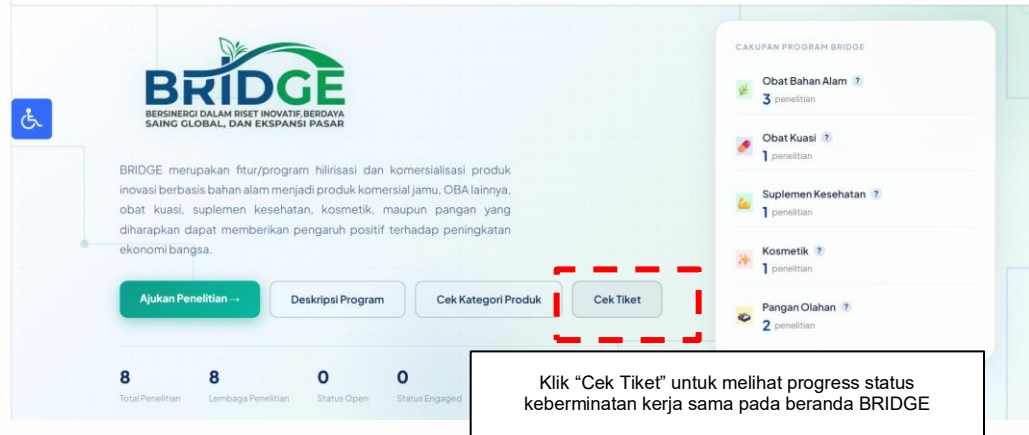 BRIDGE
BERSINERGI DALAM RISET INOVATIF, BERDAYA
SAING GLOBAL, DAN EKSPANSI PASAR
BRIDGE merupakan fitur/program hilirisasi dan komersialisasi produk
inovasi berbasis bahan alam menjadi produk komersial jamu, OBA lainnya,
obat kuasi, suplemen kesehatan, kosmetik, maupun pangan yang
diharapkan dapat memberikan pengaruh positif terhadap peningkatan
ekonomi bangsa.
Ajukan Penelitian →
Deskripsi Program
Cek Kategori Produk
Cek Tiket
8
Total Penelitian
8
Lembaga Penelitian
0
Status Open
0
Status Engaged
CAKUPAN PROGRAM BRIDGE
Obat Bahan Alam ?
3 penelitian
Obat Kuasi ?
1 penelitian
Suplemen Kesehatan ?
1 penelitian
Kosmetik ?
1 penelitian
Pangan Olahan ?
2 penelitian
Klik “Cek Tiket” untuk melihat progress status
keberminatan kerja sama pada beranda BRIDGE